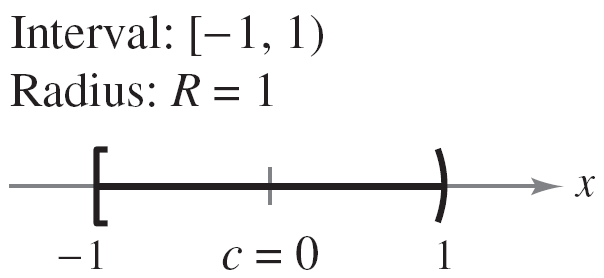 Interval: [−1, 1)
Radius: R = 1
x
−1 c = 0 1